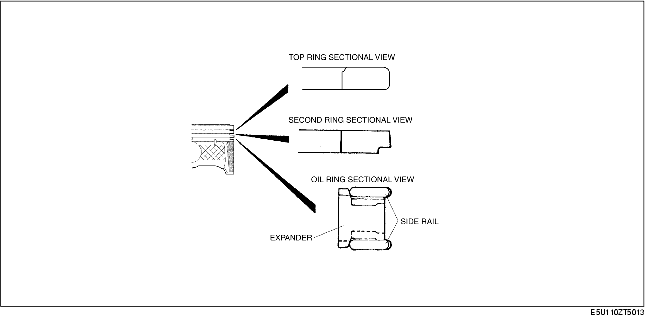 TOP RING SECTIONAL VIEW
SECOND RING SECTIONAL VIEW
OIL RING SECTIONAL VIEW
SIDE RAIL
EXPANDER
E5U110ZT5013